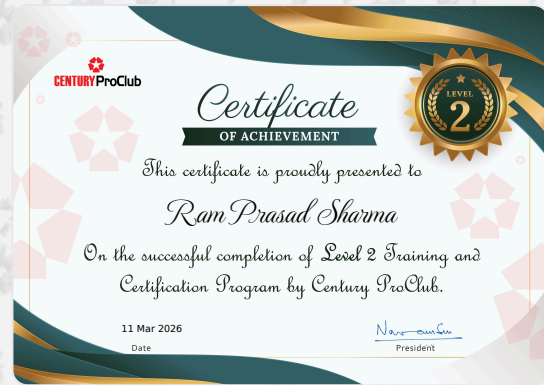 CENTURY ProClub
LEVEL
2
Certificate
OF ACHIEVEMENT
This certificate is proudly presented to
Ram Prasad Sharma
On the successful completion of Level 2 Training and
Certification Program by Century ProClub.
11 Mar 2026
Date
President